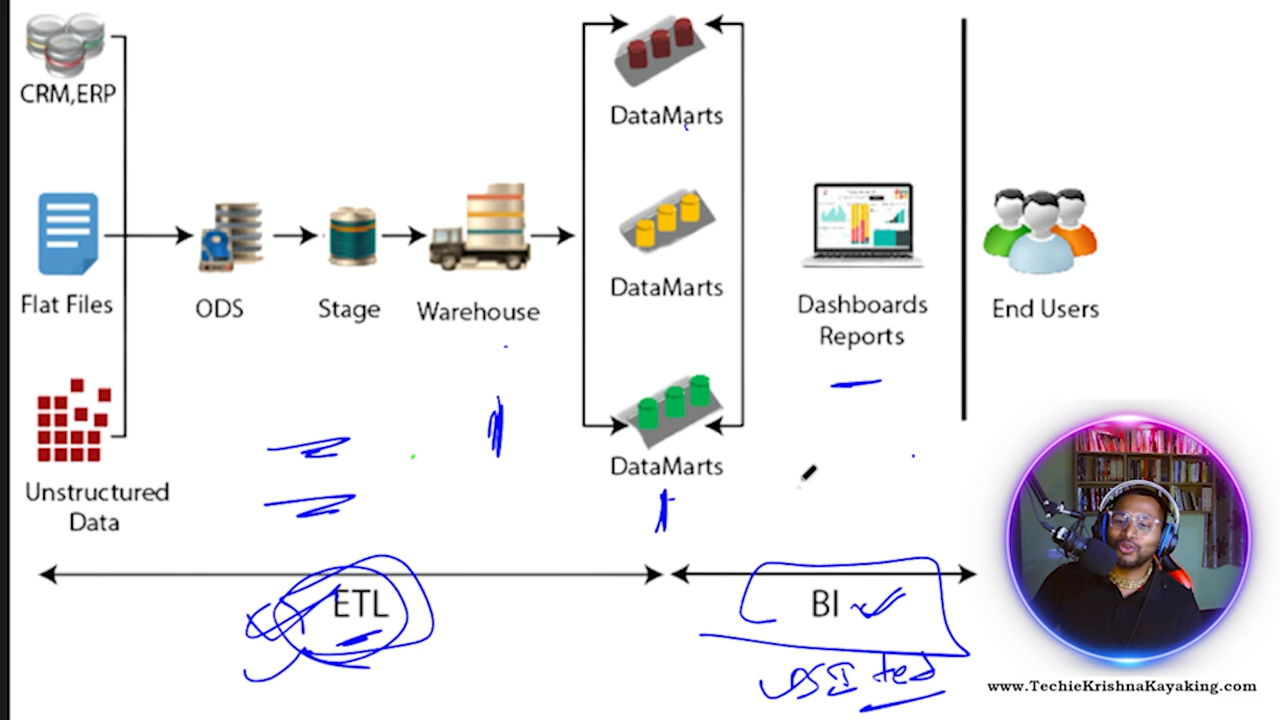 CRM,ERP
DataMarts
Flat Files
ODS
Stage
Warehouse
DataMarts
Dashboards
Reports
End Users
DataMarts
Unstructured
Data
ETL
BI
www.TechieKrishnaKayaking.com